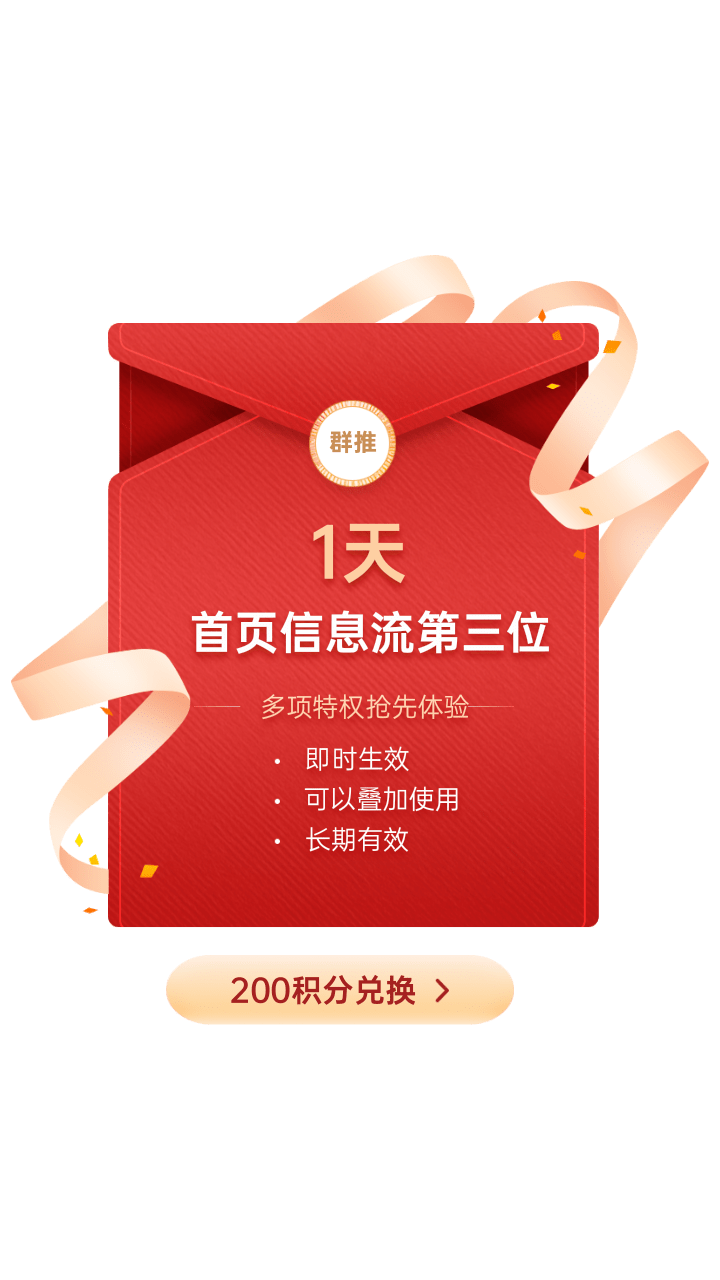 群推
1天
首页信息流第三位
多项特权抢先体验
• 即时生效
• 可以叠加使用
• 长期有效
200积分兑换 >